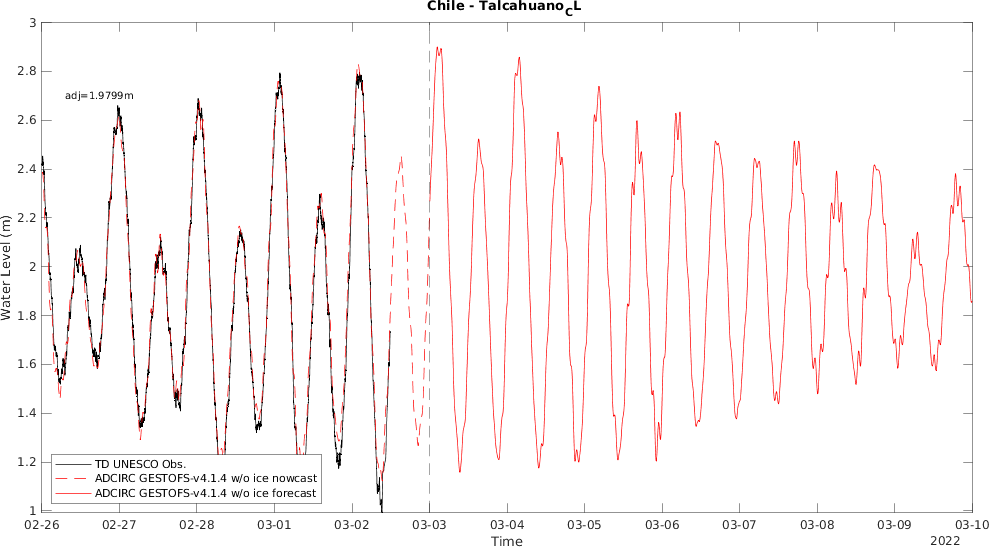 Chile - Talcahuano_CL
3
2.8
adj=1.9799m
2.6
2.4
2.2
2
1.8
1.6
1.4
1.2
1
Water Level (m)
TD UNESCO Obs.
ADCIRC GESTOFS-v4.1.4 w/o ice nowcast
ADCIRC GESTOFS-v4.1.4 w/o ice forecast
02-26 02-27 02-28 03-01 03-02 03-03 03-04 03-05 03-06 03-07 03-08 03-09 03-10
Time
2022